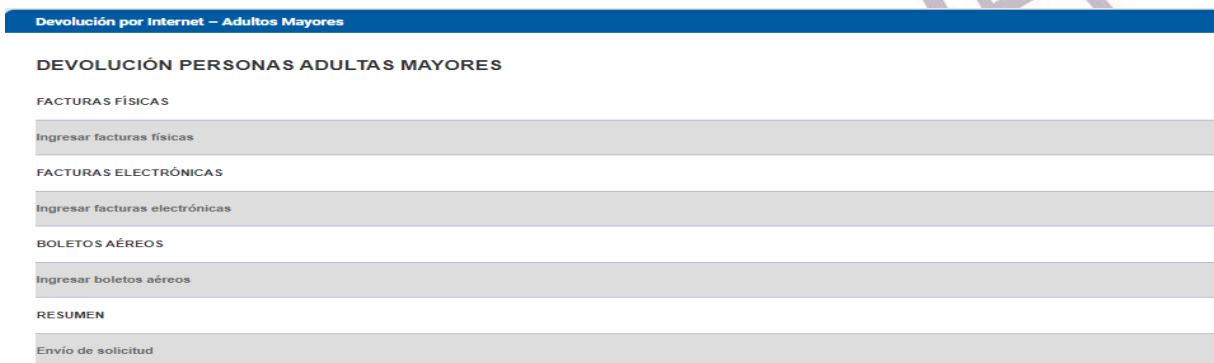 Devolución por Internet – Adultos Mayores
DEVOLUCIÓN PERSONAS ADULTAS MAYORES
FACTURAS FÍSICAS
Ingresar facturas físicas
FACTURAS ELECTRÓNICAS
Ingresar facturas electrónicas
BOLETOS AÉREOS
Ingresar boletos aéreos
RESUMEN
Envío de solicitud